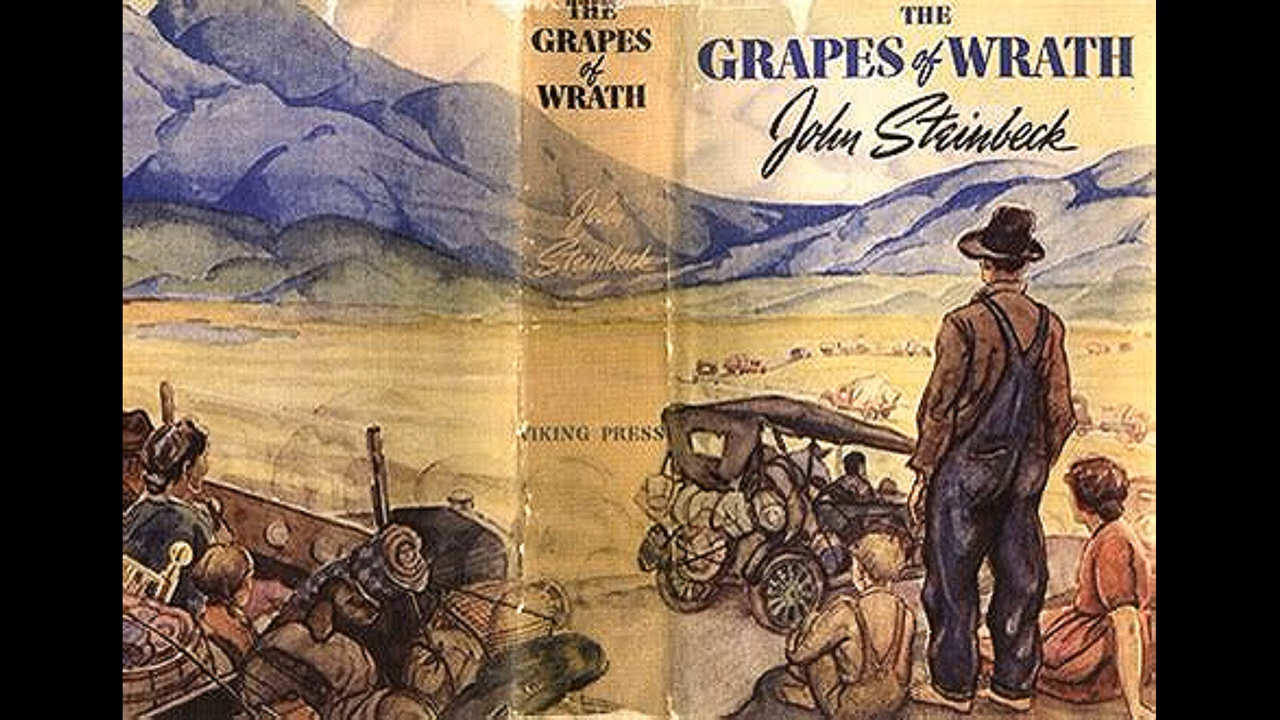 THE
GRAPES
of
WRATH
John
Steinbeck
VIKING PRESS
THE
GRAPES of WRATH
John Steinbeck